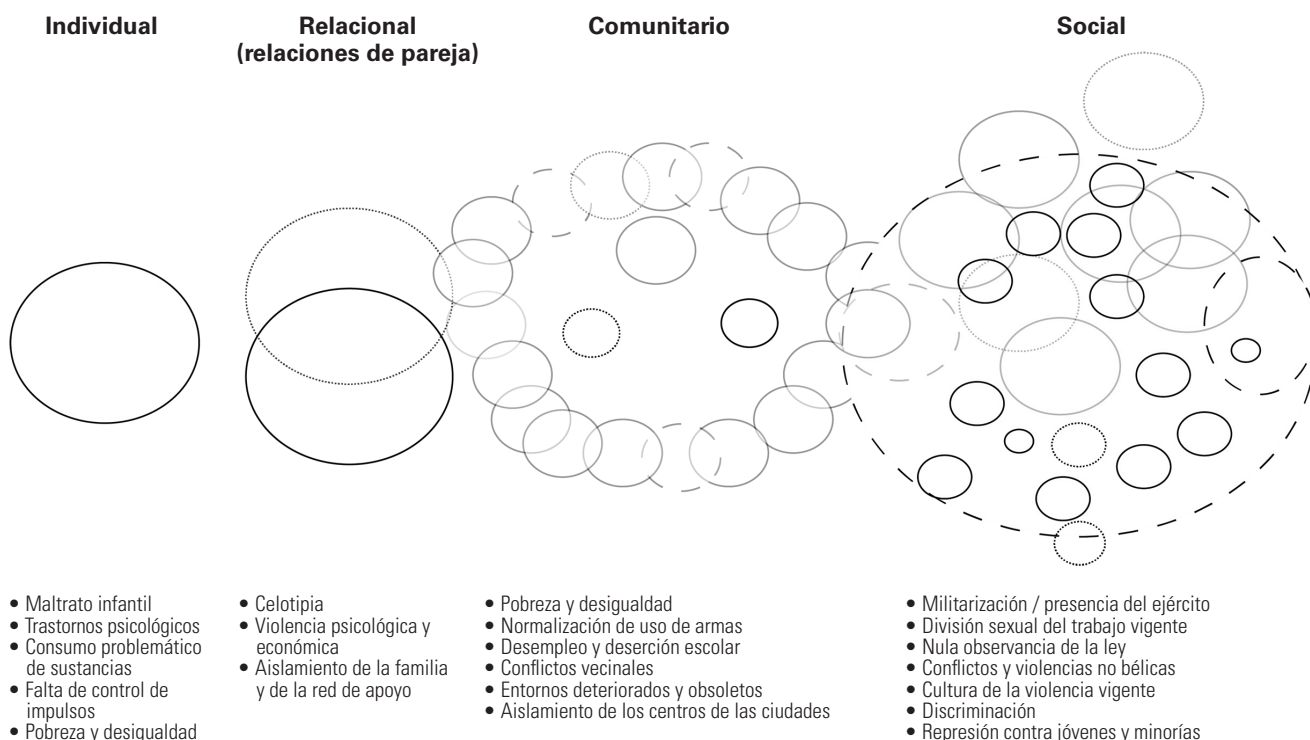 Individual
Relacional
(relaciones de pareja)
Comunitario
Social
• Maltrato infantil
• Trastornos psicológicos
• Consumo problemático
de sustancias
• Falta de control de
impulsos
• Pobreza y desigualdad
• Celotipia
• Violencia psicológica y
económica
• Aislamiento de la familia
y de la red de apoyo
• Pobreza y desigualdad
• Normalización de uso de armas
• Desempleo y deserción escolar
• Conflictos vecinales
• Entornos deteriorados y obsoletos
• Aislamiento de los centros de las ciudades
• Militarización / presencia del ejército
• División sexual del trabajo vigente
• Nula observancia de la ley
• Conflictos y violencias no bélicas
• Cultura de la violencia vigente
• Discriminación
• Represión contra jóvenes y minorías